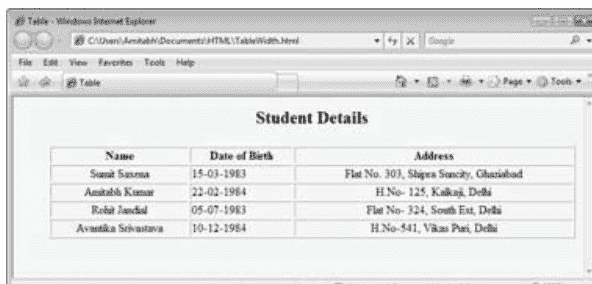 Table - Windows Internet Explorer
C:\Users\Amitabh\Documents\HTML\TableWidth.html Google
File Edit View Favorites Tools Help
Table Page Tools
Student Details
Name Date of Birth Address
Sumit Saxena 15-03-1983 Flat No. 303, Shipra Suncity, Ghaziabad
Amitabh Kumar 22-02-1984 H.No- 125, Kalkaji, Delhi
Rohit Jandial 05-07-1983 Flat No- 324, South Ext, Delhi
Avantika Srivastava 10-12-1984 H.No-541, Vikas Puri, Delhi